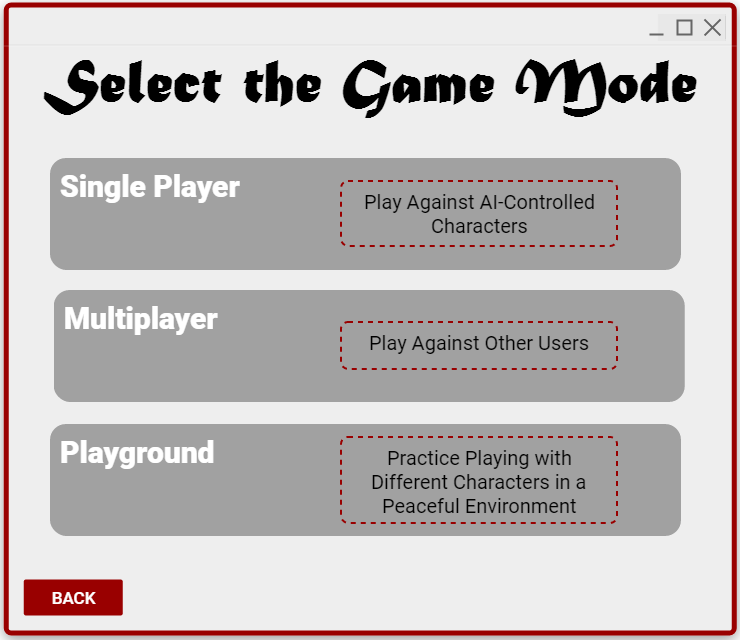 Select the Game Mode
Single Player
Play Against AI-Controlled
Characters
Multiplayer
Play Against Other Users
Playground
Practice Playing with
Different Characters in a
Peaceful Environment
BACK